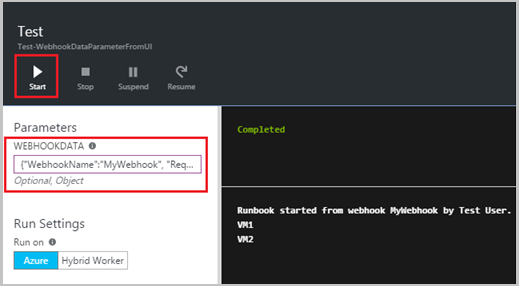 Test
Test-WebhookDataParameterFromUI
Start
Stop
Suspend
Resume
Parameters
WEBHOOKDATA
{"WebhookName":"MyWebhook", "Req...
Optional, Object
Run Settings
Run on
Azure
Hybrid Worker
Completed
Runbook started from webhook MyWebhook by Test User.
VM1
VM2